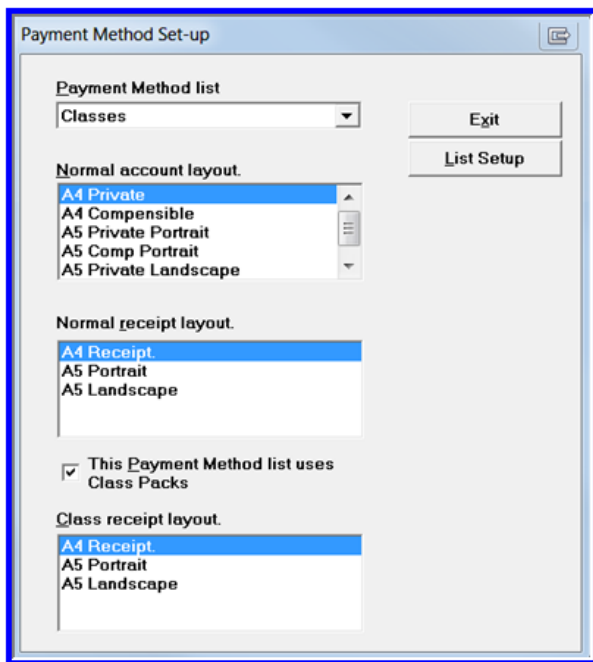 Payment Method Set-up
Payment Method list
Classes
Exit
List Setup
Normal account layout.
A4 Private
A4 Compensible
A5 Private Portrait
A5 Comp Portrait
A5 Private Landscape
Normal receipt layout.
A4 Receipt.
A5 Portrait
A5 Landscape
This Payment Method list uses
Class Packs
Class receipt layout.
A4 Receipt.
A5 Portrait
A5 Landscape